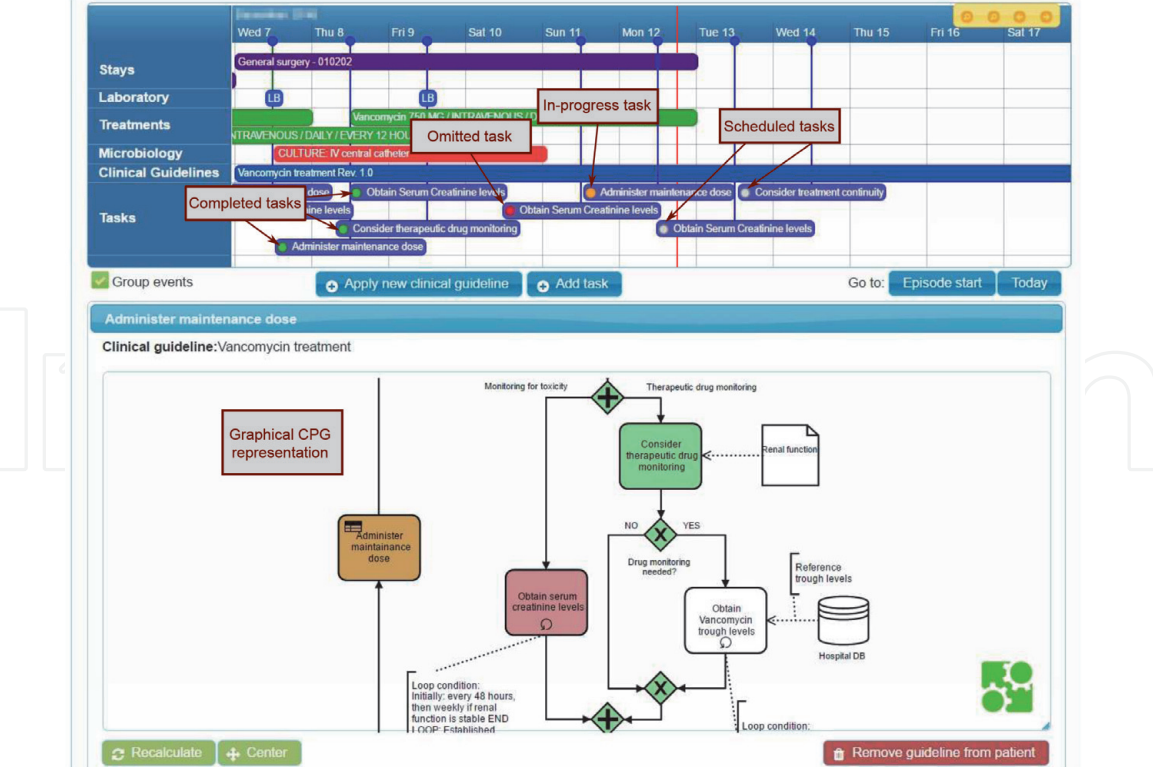 Wed 7 Thu 8 Fri 9 Sat 10 Sun 11 Mon 12 Tue 13 Wed 14 Thu 15 Fri 16 Sat 17
Stays
General surgery - 010202
Laboratory
LB LB
Treatments
Vancomycin 750 MG / INTRAVENOUS / D
NTRAVENOUS / DAILY / EVERY 12 HOU
In-progress task
Omitted task
Scheduled tasks
Microbiology
CULTURE: IV central catheter
Clinical Guidelines
Vancomycin treatment Rev. 1.0
Tasks
Completed tasks
dose
Obtain Serum Creatinine levels
Administer maintenance dose
Consider treatment continuity
ine levels
Obtain Serum Creatinine levels
Consider therapeutic drug monitoring
Obtain Serum Creatinine levels
Administer maintenance dose
Group events
Apply new clinical guideline
Add task
Go to:
Episode start
Today
Administer maintenance dose
Clinical guideline:Vancomycin treatment
Graphical CPG
representation
Monitoring for toxicity
Therapeutic drug monitoring
Consider
therapeutic drug
monitoring
Renal function
NO
YES
Drug monitoring
needed?
Administer
maintainance
dose
Obtain serum
creatinine levels
Obtain
Vancomycin
trough levels
Reference
trough levels
Hospital DB
Loop condition:
Initially: every 48 hours,
then weekly if renal
function is stable END
LOOP: Established
Loop condition:
Recalculate
Center
Remove guideline from patient